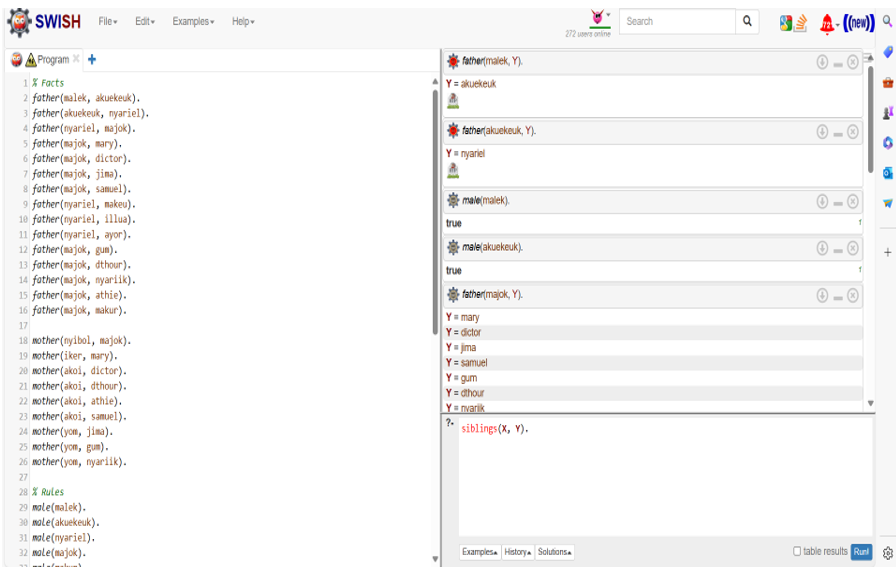 SWISH File▾ Edit▾ Examples▾ Help▾ 272 users online Search ((new))
Program
1 % Facts
2 father(malek, akuekeuk).
3 father(akuekeuk, nyariel).
4 father(nyariel, majok).
5 father(majok, mary).
6 father(majok, dictor).
7 father(majok, jima).
8 father(majok, samuel).
9 father(nyariel, makeu).
10 father(nyariel, illua).
11 father(nyariel, ayor).
12 father(majok, gum).
13 father(majok, dthour).
14 father(majok, nyariik).
15 father(majok, athie).
16 father(majok, makur).
17
18 mother(nyibol, majok).
19 mother(iker, mary).
20 mother(akoi, dictor).
21 mother(akoi, dthour).
22 mother(akoi, athie).
23 mother(akoi, samuel).
24 mother(yom, jima).
25 mother(yom, gum).
26 mother(yom, nyariik).
27
28 % Rules
29 male(malek).
30 male(akuekeuk).
31 male(nyariel).
32 male(majok).
father(malek, Y).
Y = akuekeuk
father(akuekeuk, Y).
Y = nyariel
male(malek).
true
1
male(akuekeuk).
true
1
father(majok, Y).
Y = mary
Y = dictor
Y = jima
Y = samuel
Y = gum
Y = dthour
Y = nyariik
?- siblings(X, Y).
Examples▴ History▴ Solutions▴ table results Run!